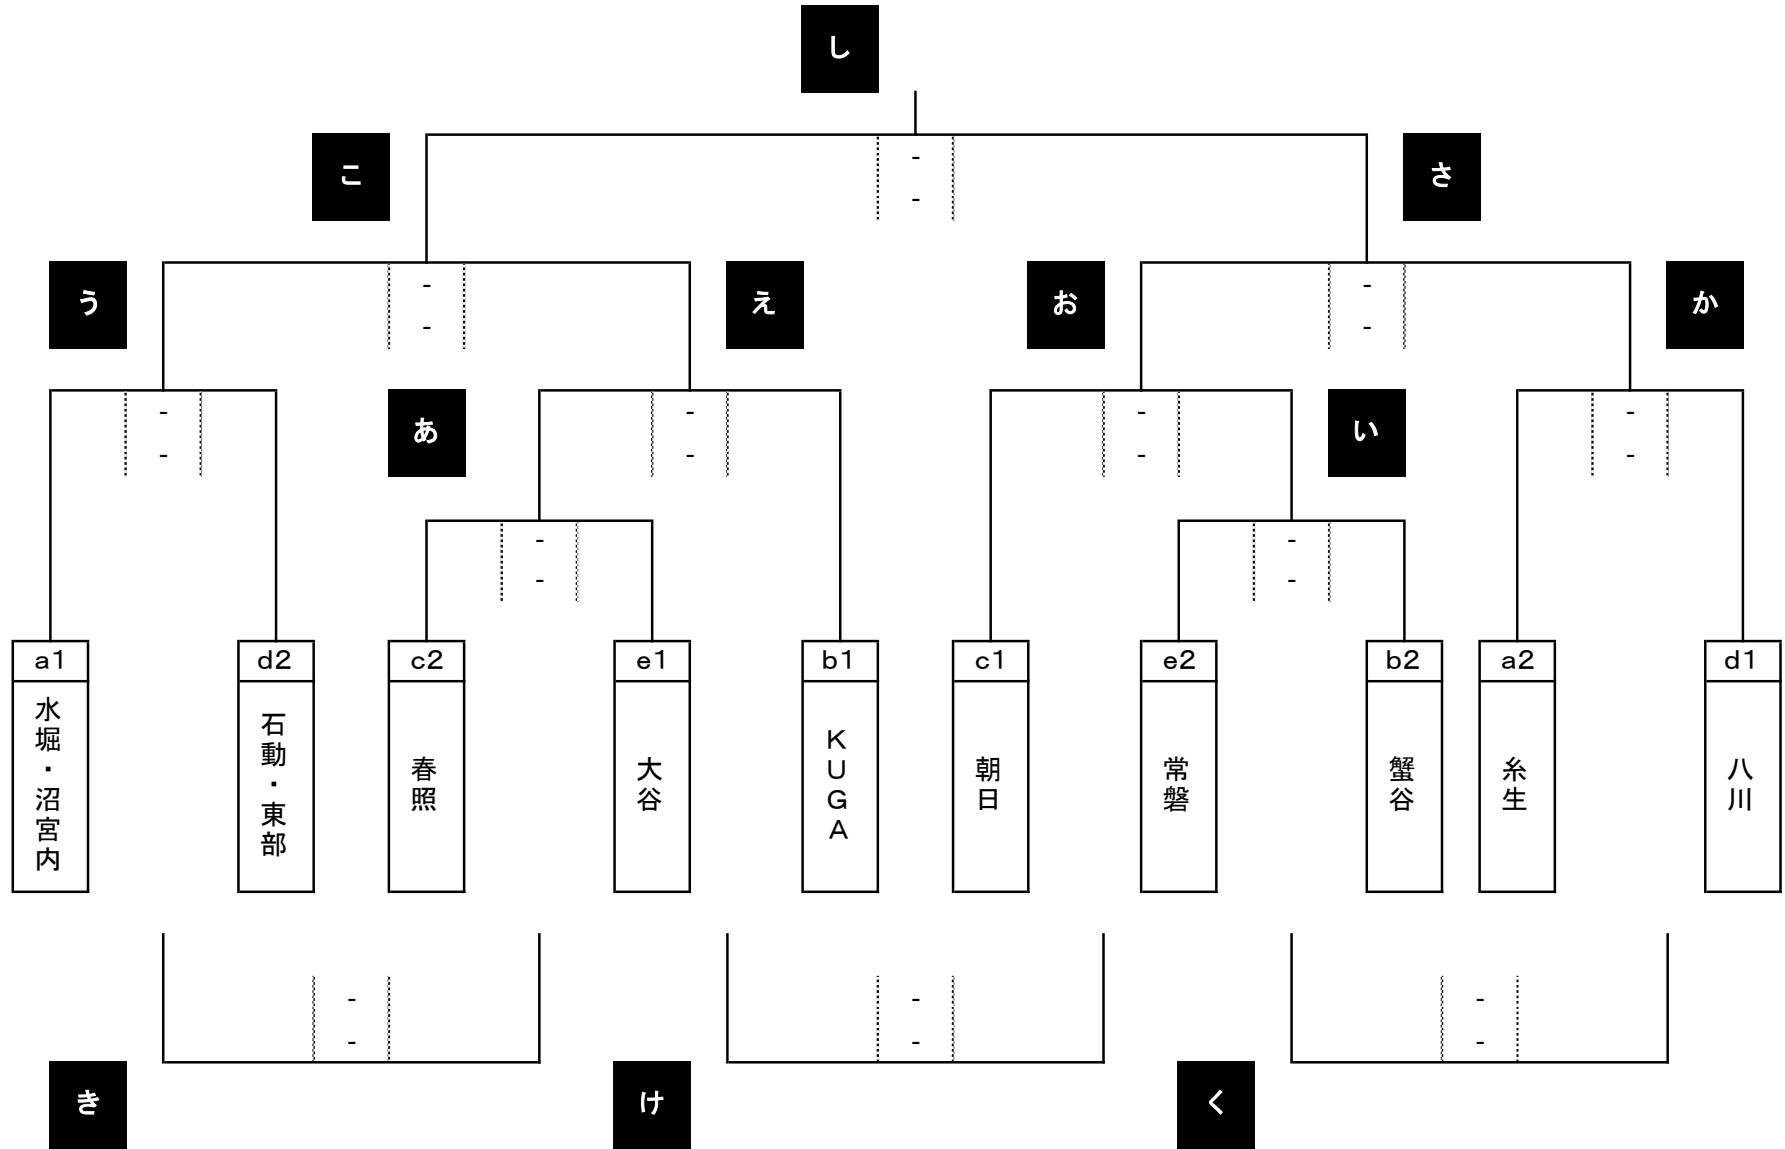 し
こ
-
-
さ
う
-
-
え
お
-
-
か
-
-
あ
-
-
-
-
い
-
-
-
-
-
-
a1
d2
c2
e1
b1
c1
e2
b2
a2
d1
水堀・沼宮内
石動・東部
春照
大谷
KUGA
朝日
常磐
蟹谷
糸生
八川
-
-
-
-
-
-
き
け
く